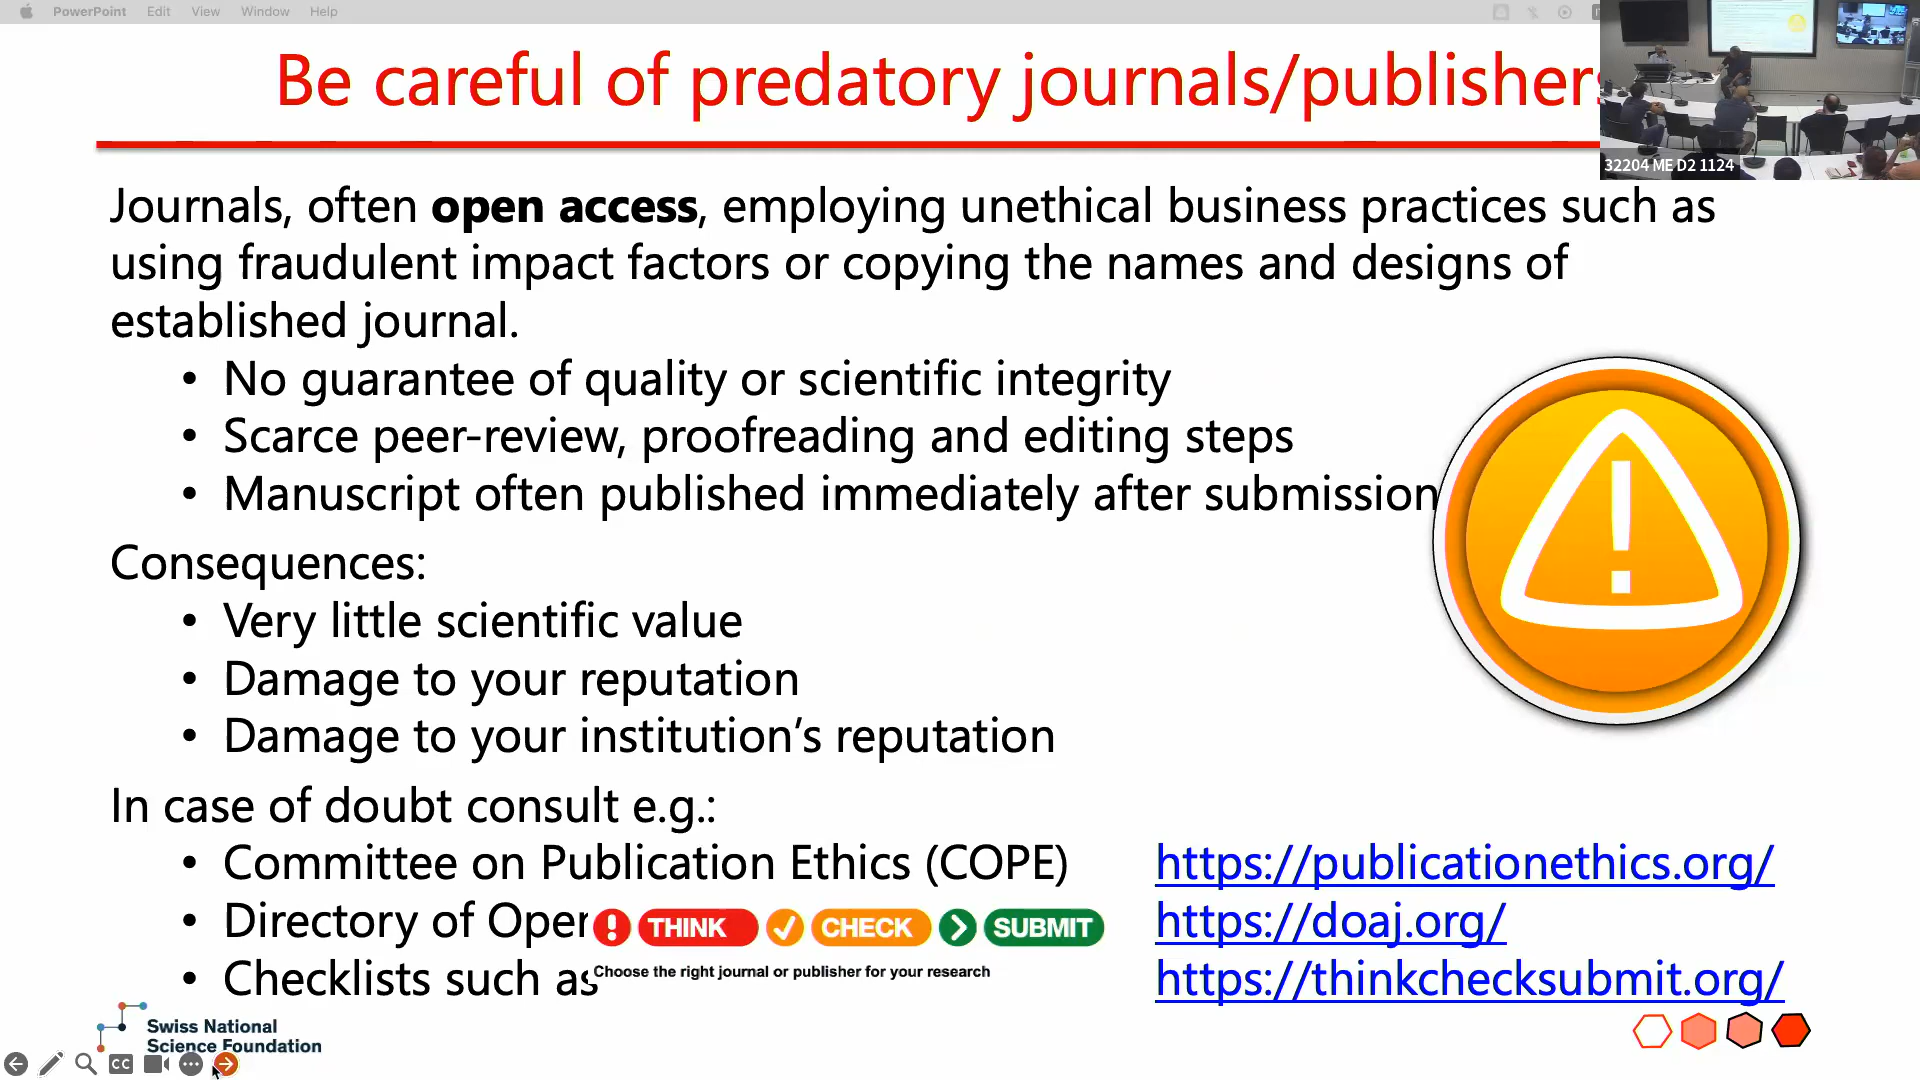 PowerPoint Edit View Window Help
Be careful of predatory journals/publishers
32204 ME D2 1124
Journals, often open access, employing unethical business practices such as
using fraudulent impact factors or copying the names and designs of
established journal.
• No guarantee of quality or scientific integrity
• Scarce peer-review, proofreading and editing steps
• Manuscript often published immediately after submission
Consequences:
• Very little scientific value
• Damage to your reputation
• Damage to your institution’s reputation
In case of doubt consult e.g.:
• Committee on Publication Ethics (COPE) https://publicationethics.org/
• Directory of Open https://doaj.org/
! THINK CHECK SUBMIT
Choose the right journal or publisher for your research
• Checklists such as https://thinkchecksubmit.org/
Swiss National
Science Foundation
CC